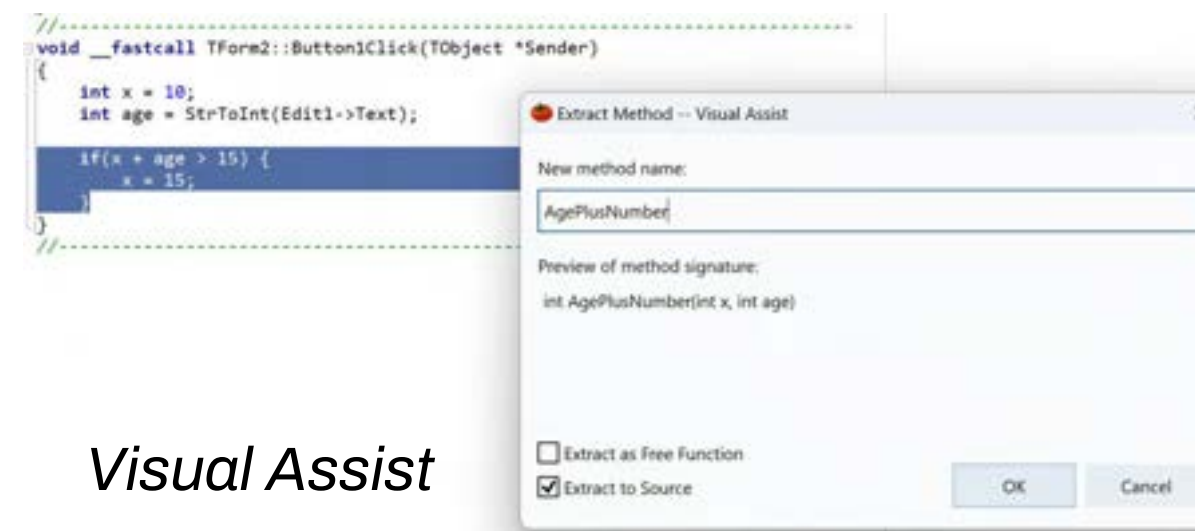 //--------------------------------------------------------------------------------
void __fastcall TForm2::Button1Click(TObject *Sender)
{
int x = 10;
int age = StrToInt(Edit1->Text);
if(x + age > 15) {
x = 15;
}
}
//------------------------------------------------
Extract Method -- Visual Assist
New method name:
AgePlusNumber
Preview of method signature:
int AgePlusNumber(int x, int age)
Extract as Free Function
Extract to Source
OK
Cancel
Visual Assist